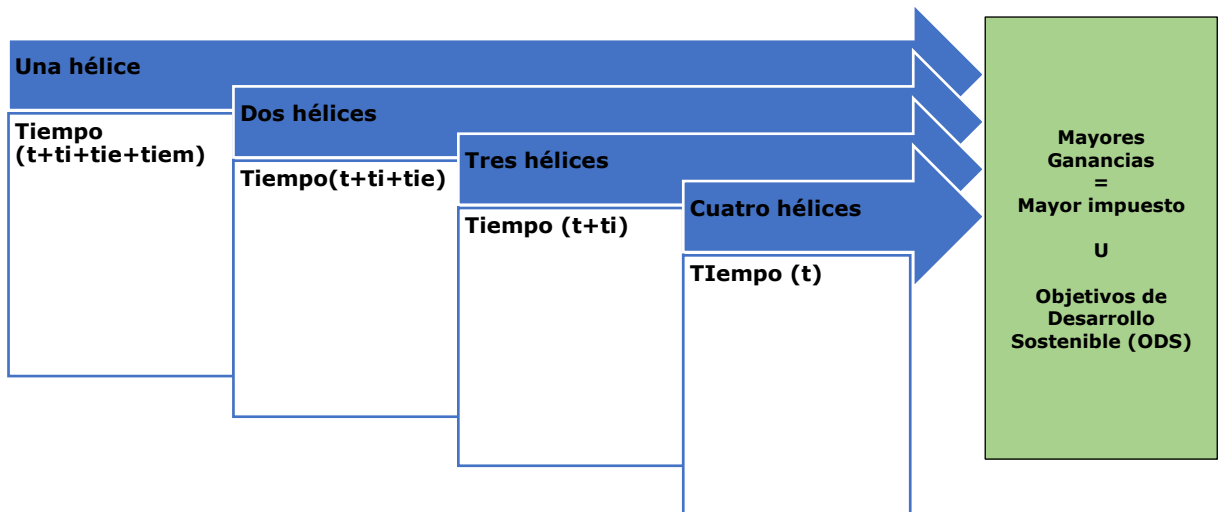 Una hélice
Tiempo
(t+ti+tie+tiem)
Dos hélices
Tiempo(t+ti+tie)
Tres hélices
Tiempo (t+ti)
Cuatro hélices
TIempo (t)
Mayores
Ganancias
=
Mayor impuesto
U
Objetivos de
Desarrollo
Sostenible (ODS)